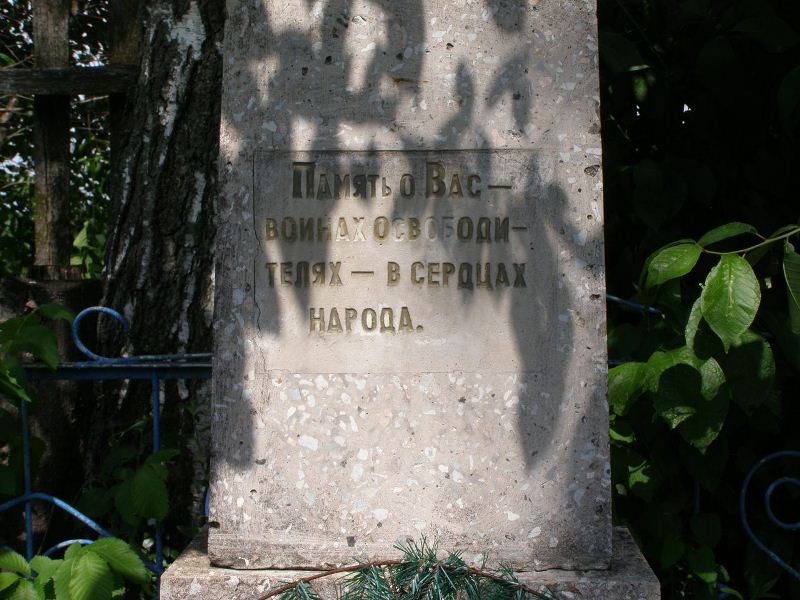 Память о Вас —
воинах освободи-
телях — в сердцах
народа.